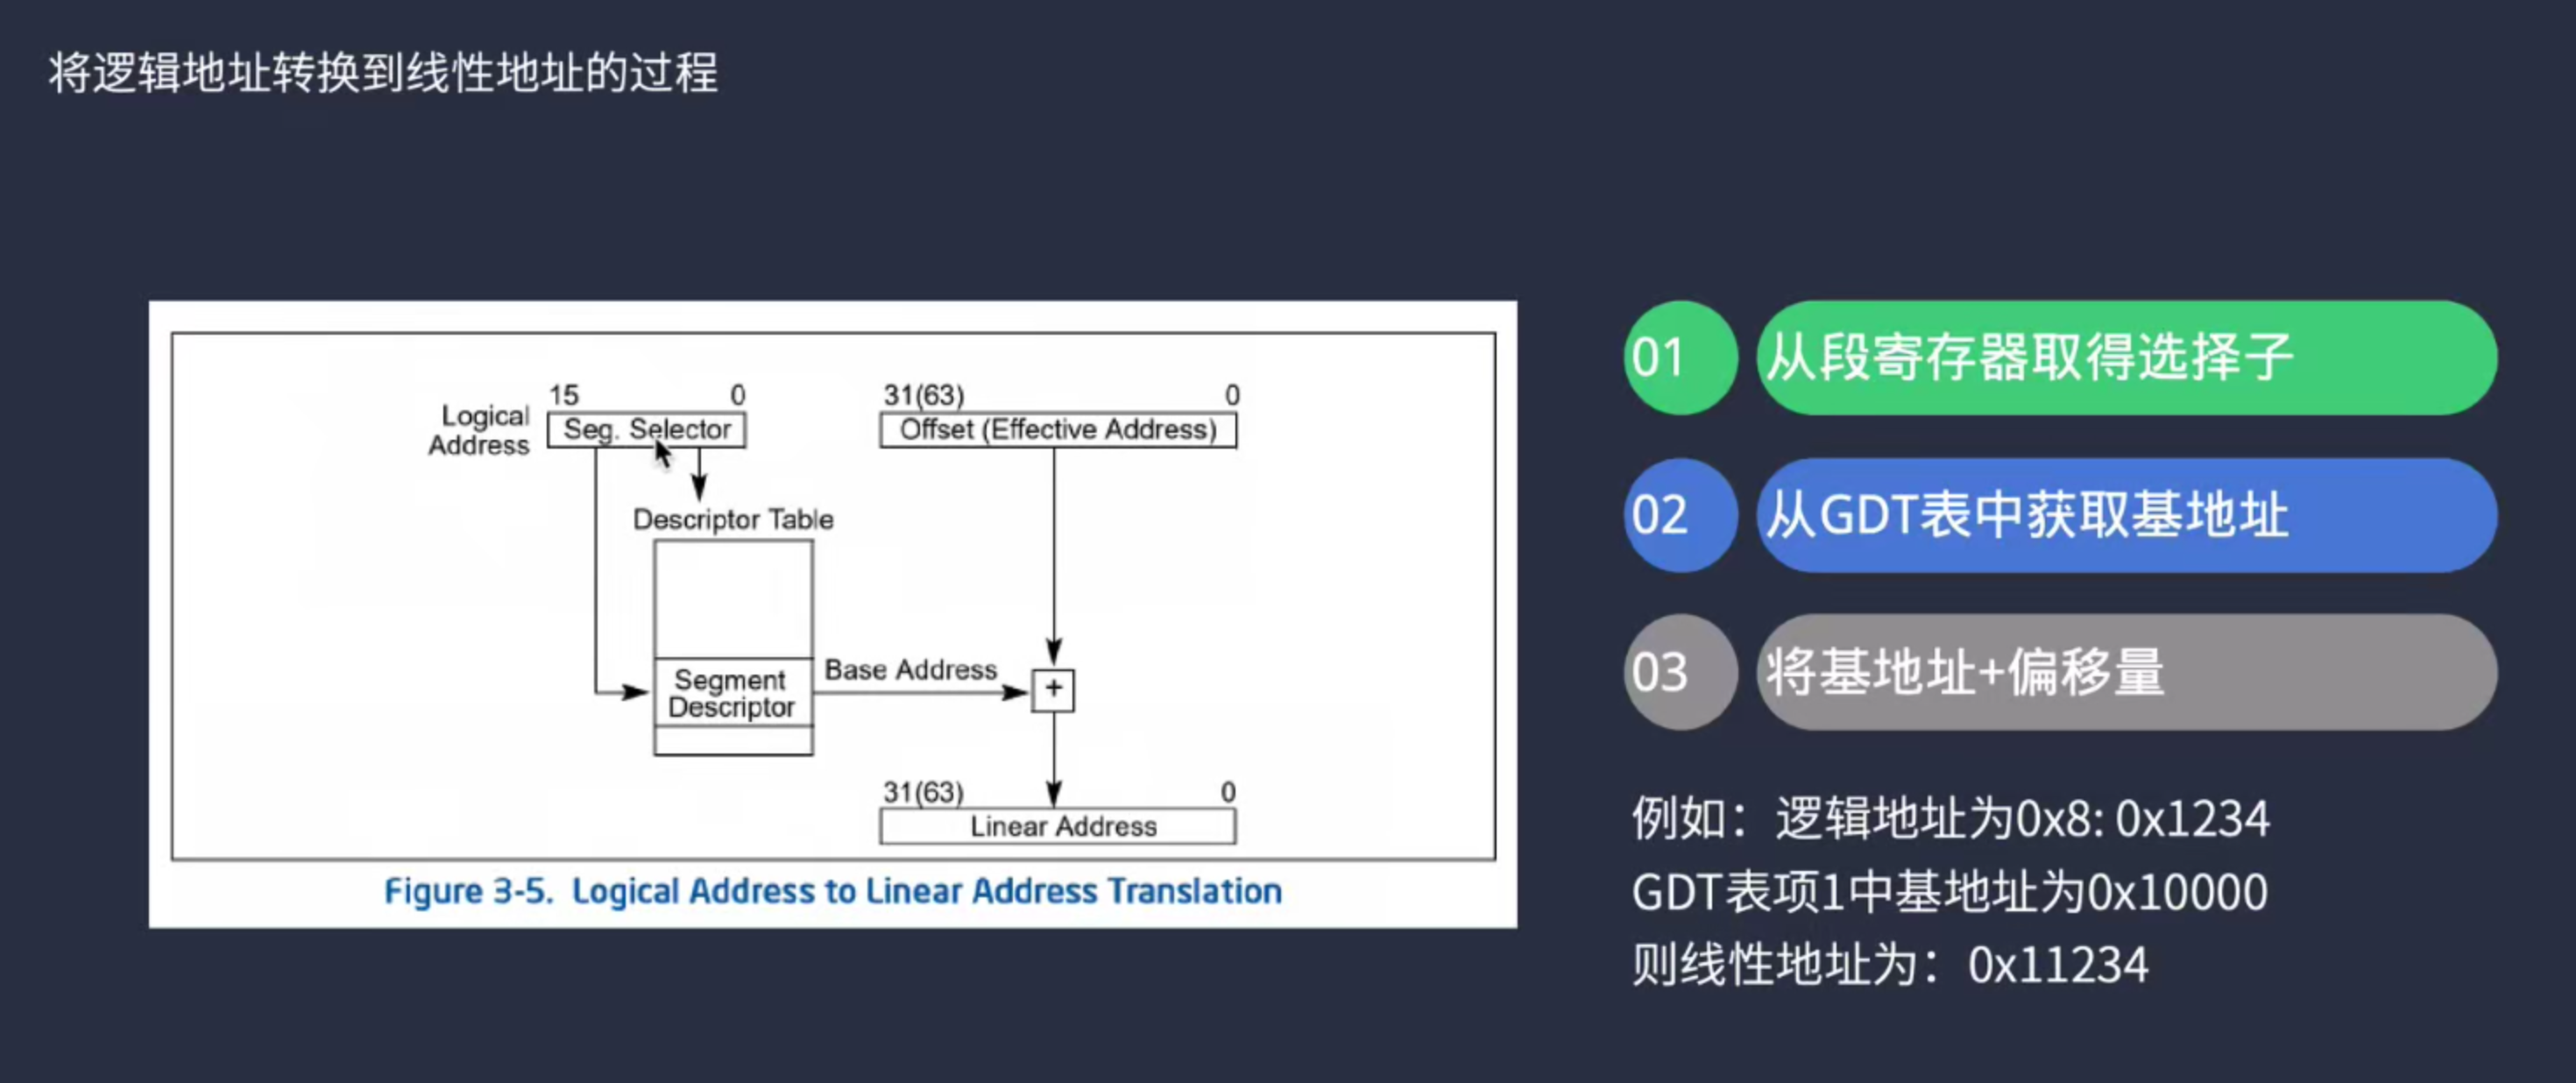 将逻辑地址转换到线性地址的过程
15 0
Logical
Address
Seg. Selector
31(63) 0
Offset (Effective Address)
Descriptor Table
Segment
Descriptor
Base Address
+
31(63) 0
Linear Address
Figure 3-5. Logical Address to Linear Address Translation
01 从段寄存器取得选择子
02 从GDT表中获取基地址
03 将基地址+偏移量
例如：逻辑地址为0x8: 0x1234
GDT表项1中基地址为0x10000
则线性地址为：0x11234